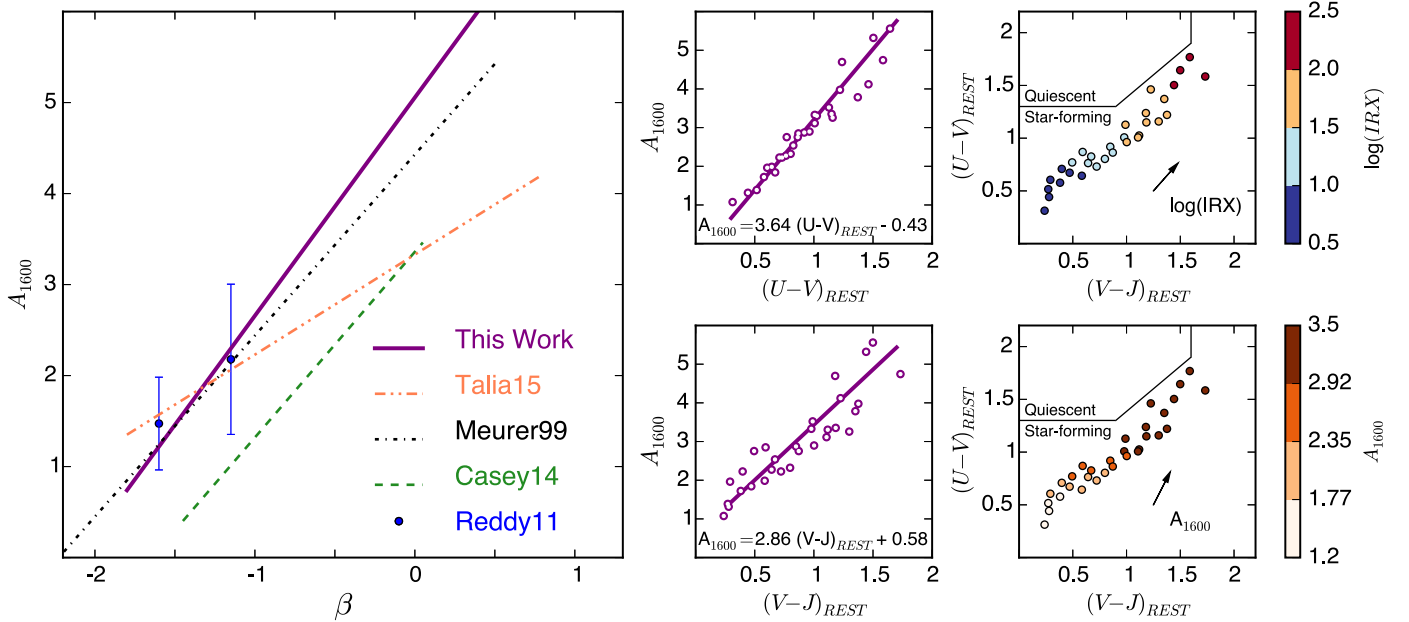 A1600
6
5
4
3
2
1
-2
-1
0
1
β
This Work
Talia15
Meurer99
Casey14
Reddy11
A1600
5
4
3
2
1
A1600=3.64 (U-V)REST - 0.43
0.5
1
1.5
2
(U−V)REST
(U−V)REST
2
1.5
1
0.5
Quiescent
Star-forming
log(IRX)
0.5
1
1.5
2
(V−J)REST
2.5
2.0
1.5
1.0
0.5
log(IRX)
A1600
5
4
3
2
1
A1600=2.86 (V-J)REST + 0.58
0.5
1
1.5
2
(V−J)REST
(U−V)REST
2
1.5
1
0.5
Quiescent
Star-forming
A1600
0.5
1
1.5
2
(V−J)REST
3.5
2.92
2.35
1.77
1.2
A1600